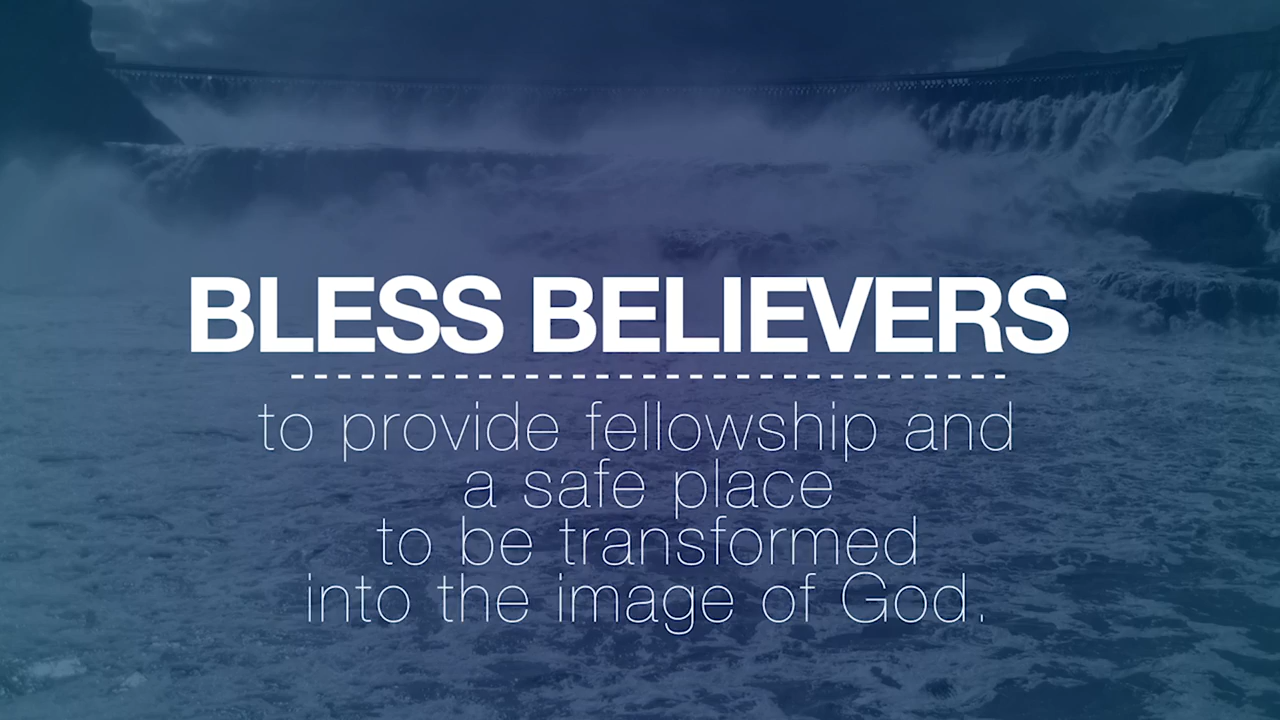 BLESS BELIEVERS
to provide fellowship and
a safe place
to be transformed
into the image of God.